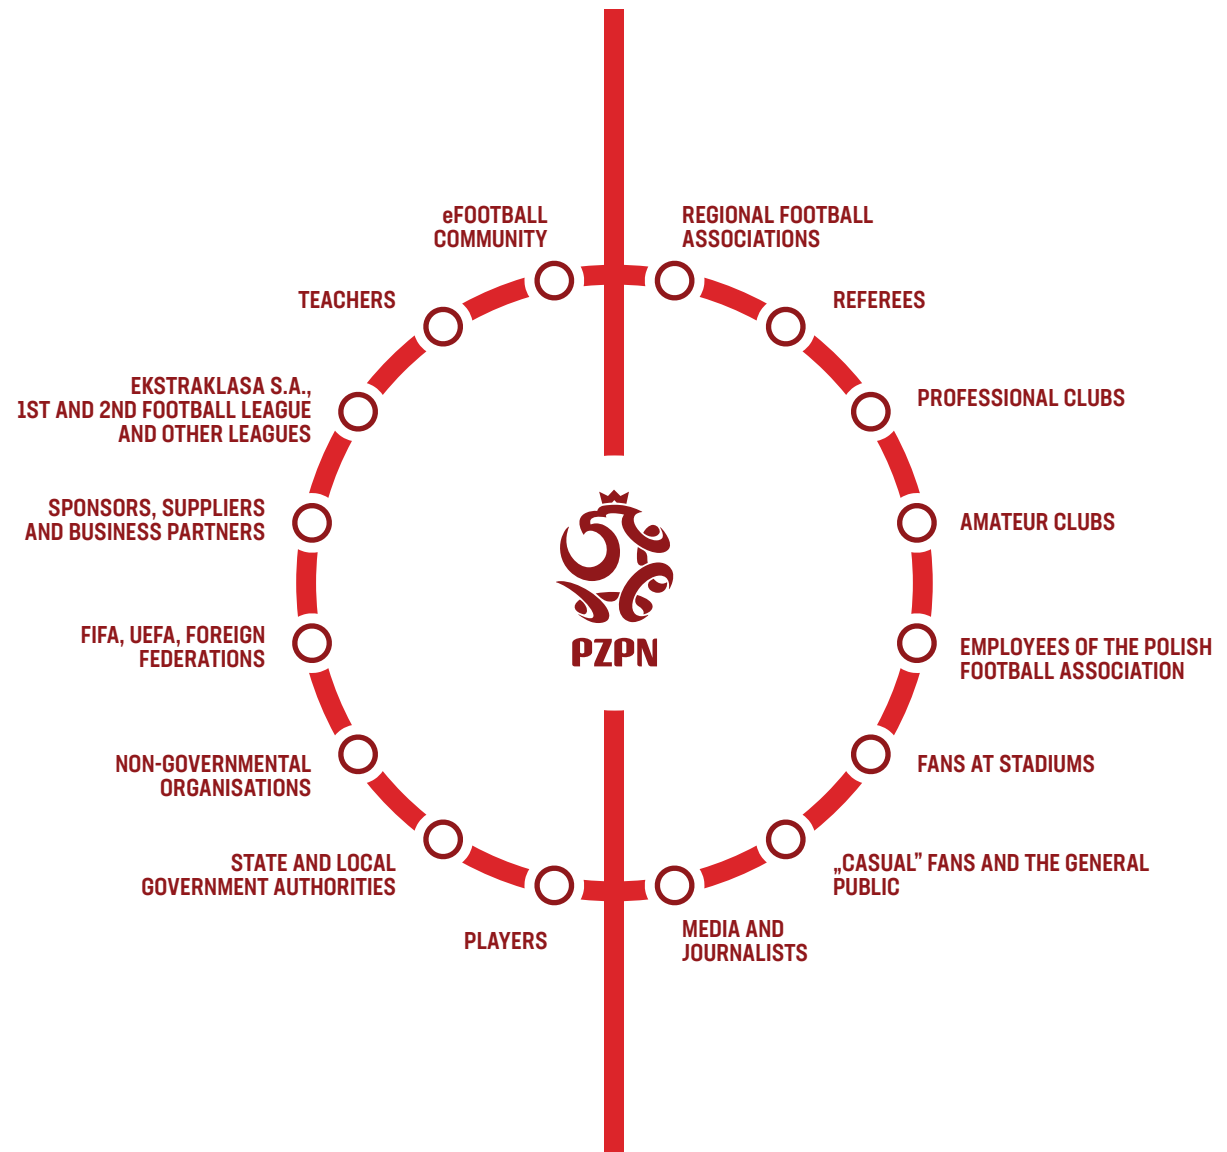 eFOOTBALL
COMMUNITY
REGIONAL FOOTBALL
ASSOCIATIONS
TEACHERS
REFEREES
EKSTRAKLASA S.A.,
1ST AND 2ND FOOTBALL LEAGUE
AND OTHER LEAGUES
PROFESSIONAL CLUBS
SPONSORS, SUPPLIERS
AND BUSINESS PARTNERS
AMATEUR CLUBS
PZPN
FIFA, UEFA, FOREIGN
FEDERATIONS
EMPLOYEES OF THE POLISH
FOOTBALL ASSOCIATION
NON-GOVERNMENTAL
ORGANISATIONS
FANS AT STADIUMS
STATE AND LOCAL
GOVERNMENT AUTHORITIES
„CASUAL” FANS AND THE GENERAL
PUBLIC
PLAYERS
MEDIA AND
JOURNALISTS